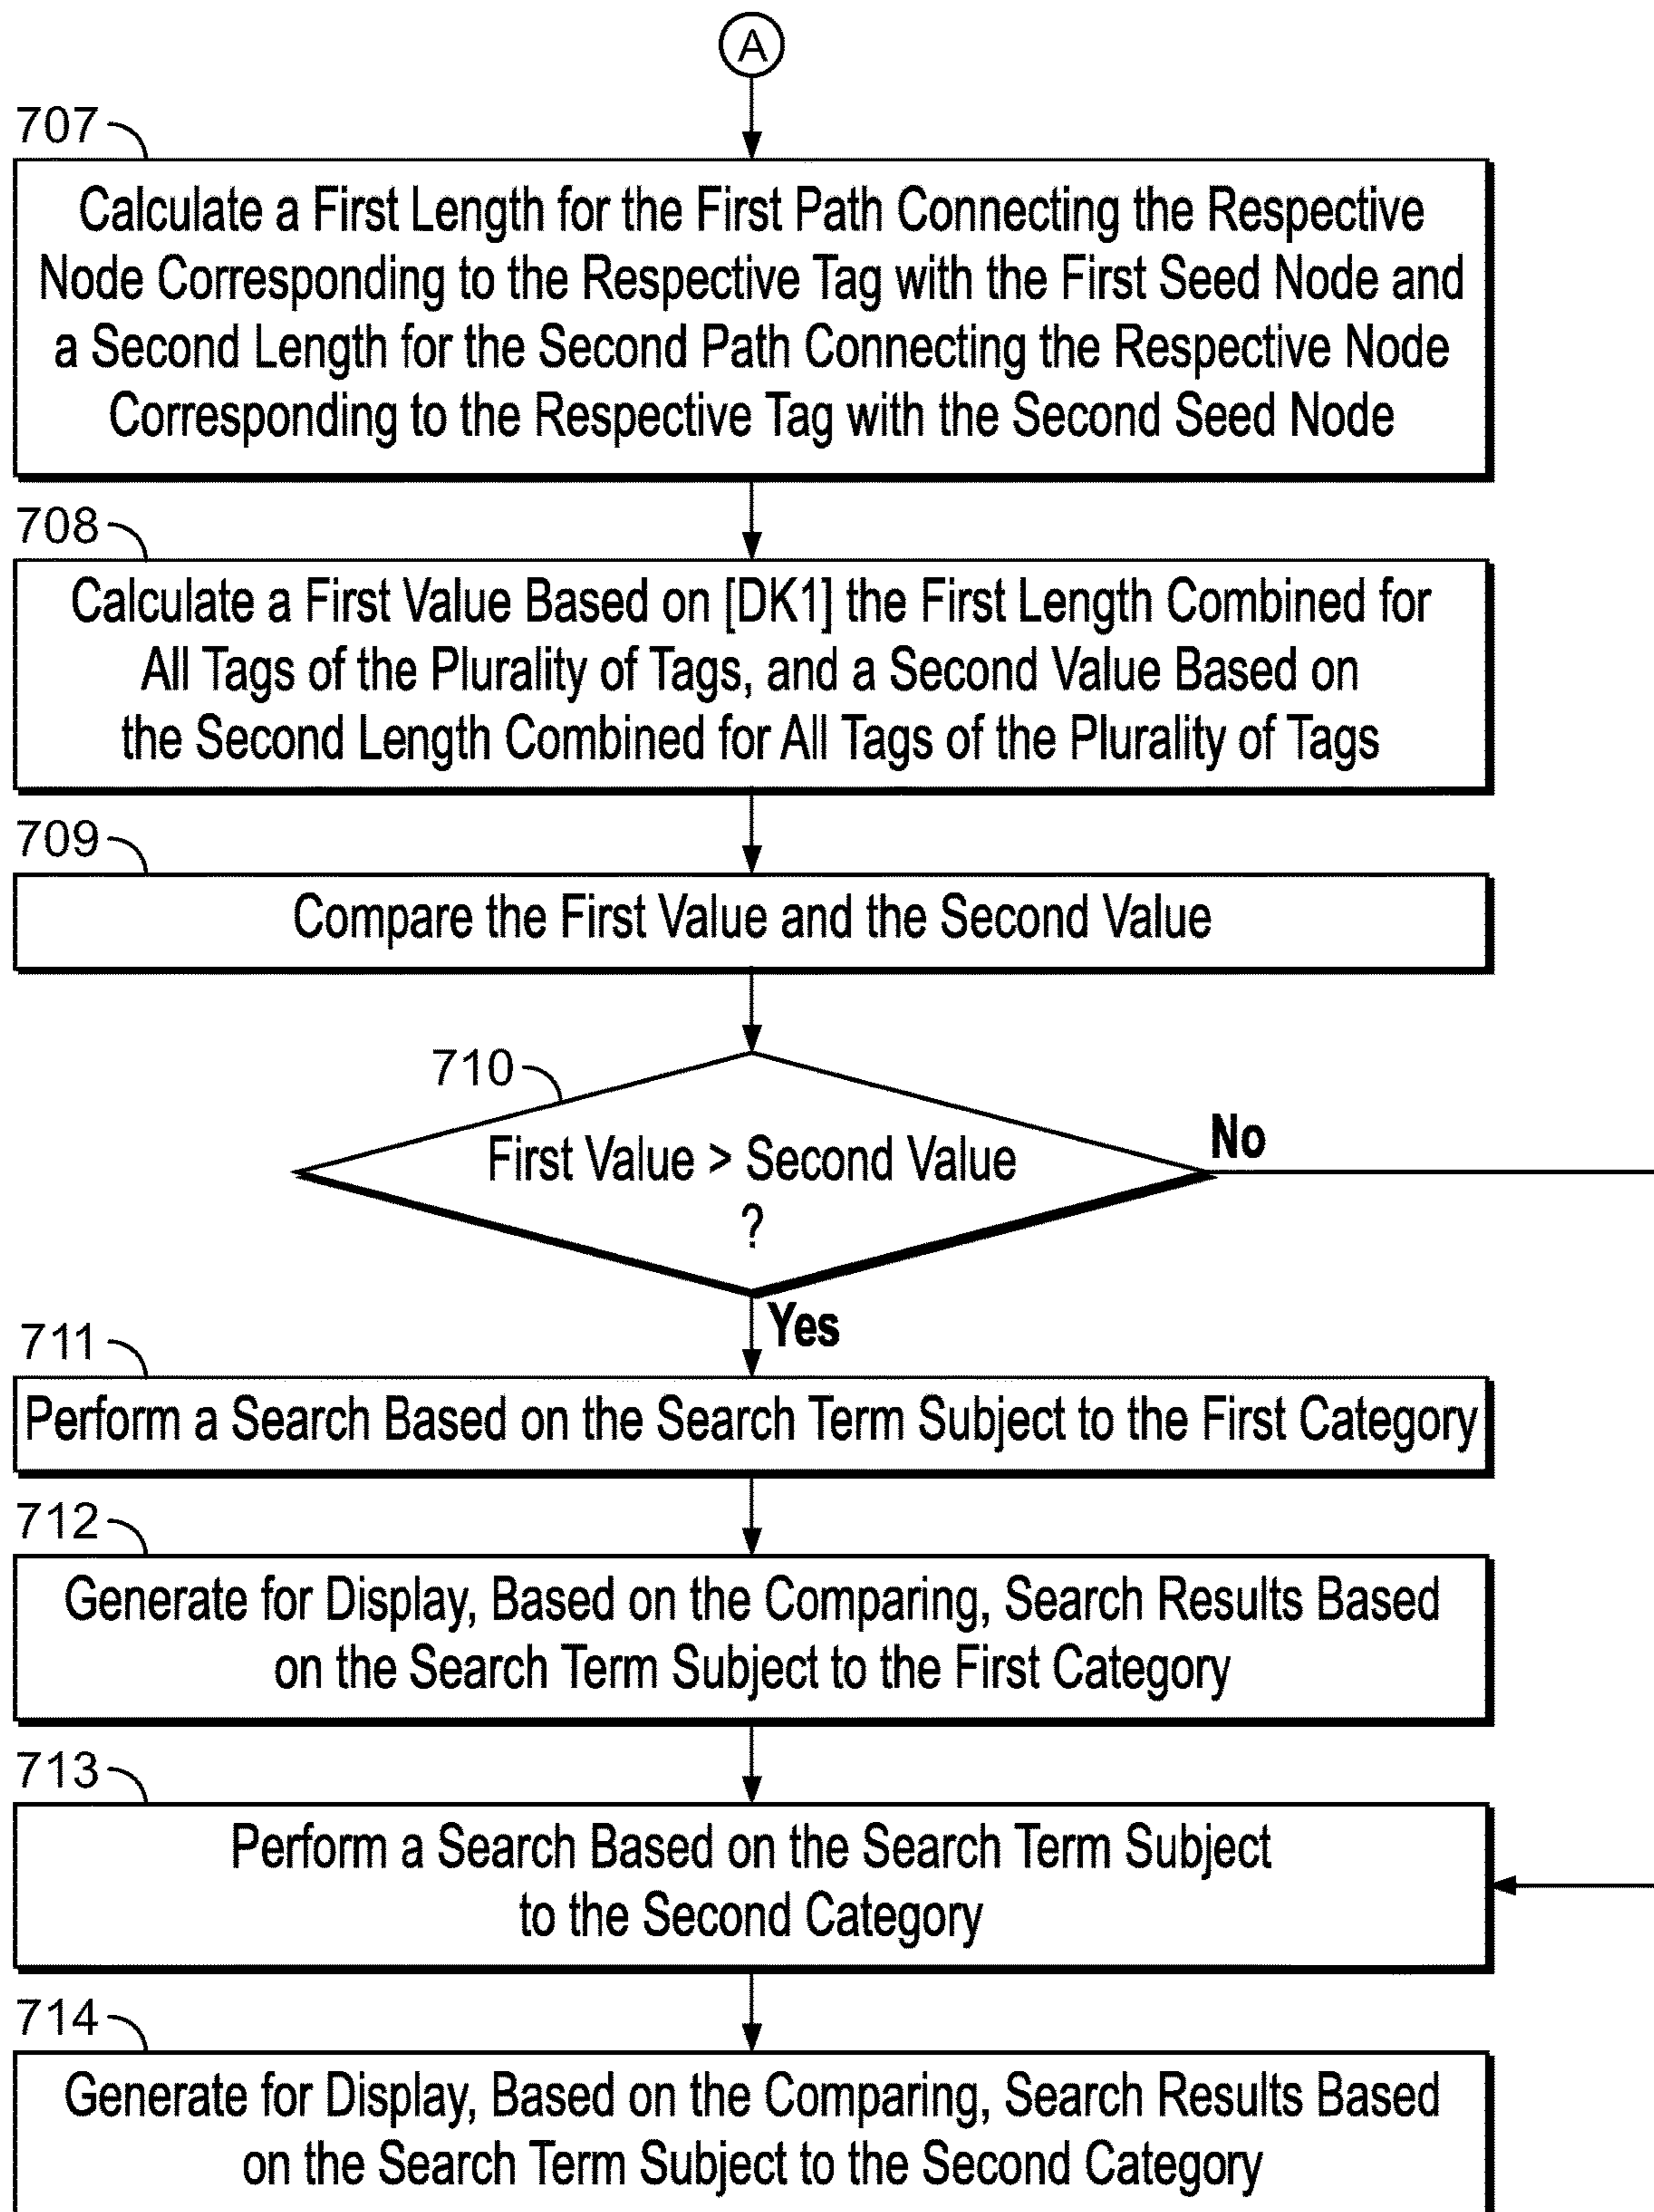 A
707
Calculate a First Length for the First Path Connecting the Respective
Node Corresponding to the Respective Tag with the First Seed Node and
a Second Length for the Second Path Connecting the Respective Node
Corresponding to the Respective Tag with the Second Seed Node
708
Calculate a First Value Based on [DK1] the First Length Combined for
All Tags of the Plurality of Tags, and a Second Value Based on
the Second Length Combined for All Tags of the Plurality of Tags
709
Compare the First Value and the Second Value
710
First Value > Second Value
?
No
Yes
711
Perform a Search Based on the Search Term Subject to the First Category
712
Generate for Display, Based on the Comparing, Search Results Based
on the Search Term Subject to the First Category
713
Perform a Search Based on the Search Term Subject
to the Second Category
714
Generate for Display, Based on the Comparing, Search Results Based
on the Search Term Subject to the Second Category